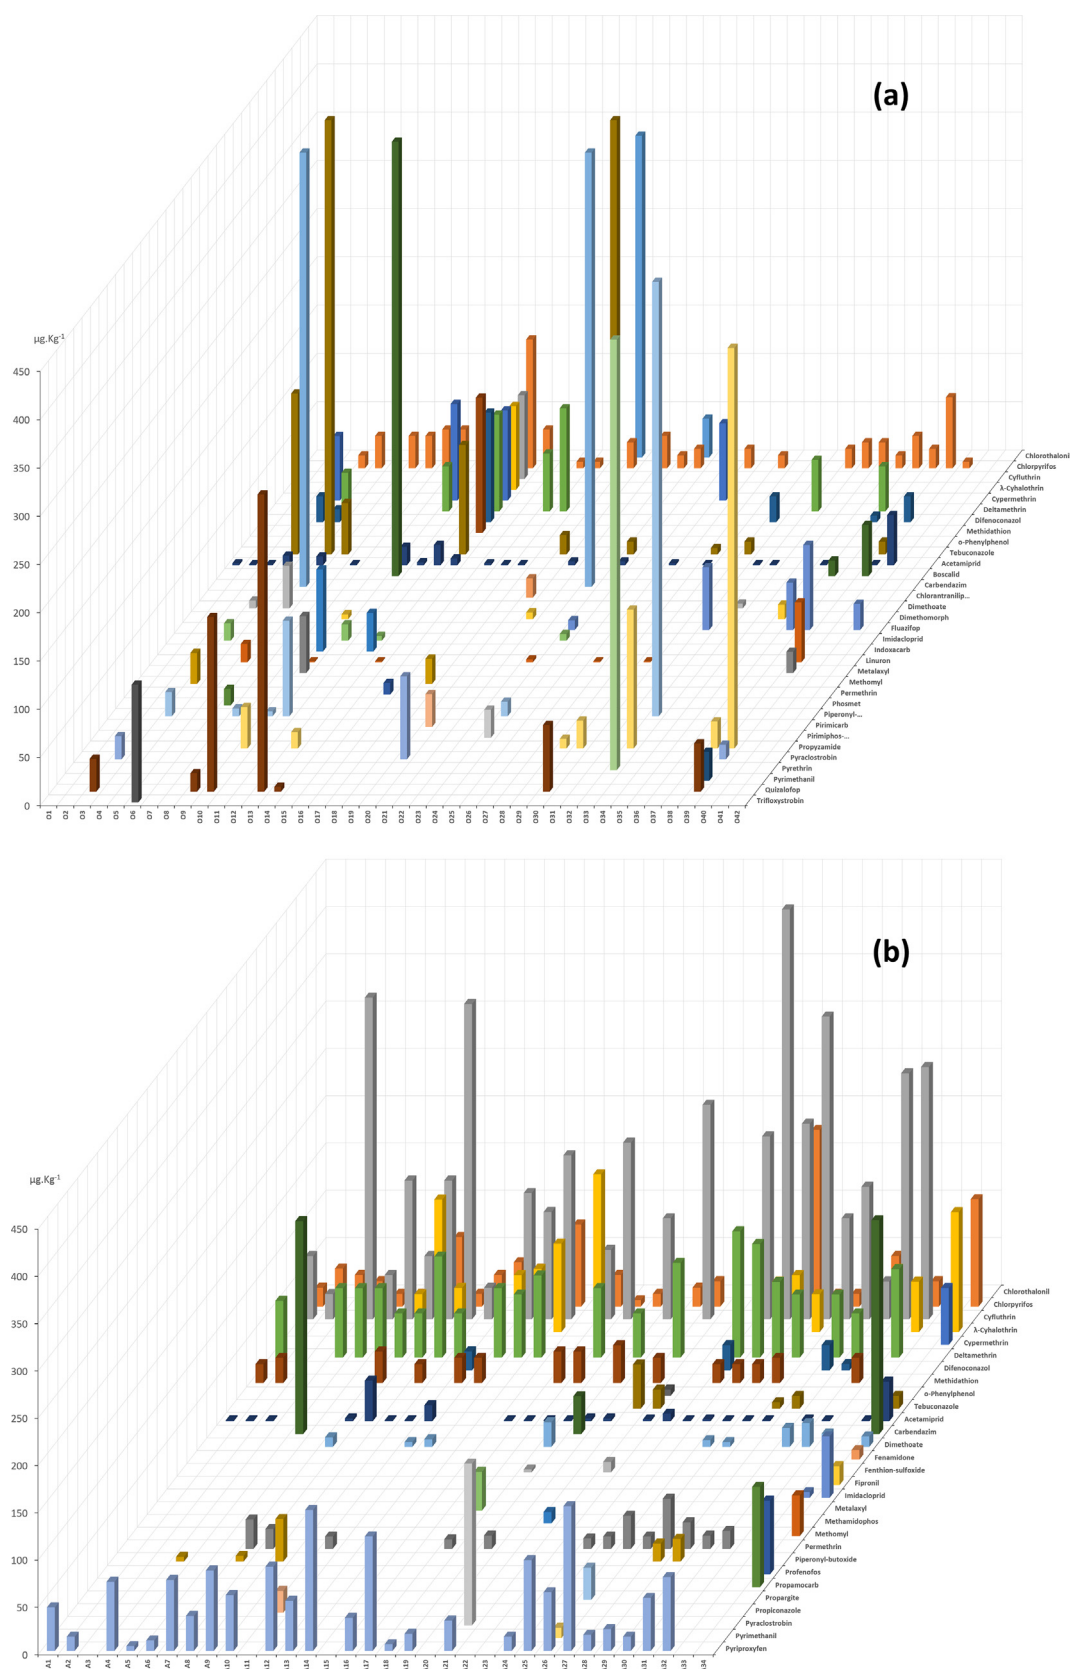 (a)
µg.Kg-1
450
400
350
300
250
200
150
100
50
0
O1
O2
O3
O4
O5
O6
O7
O8
O9
O10
O11
O12
O13
O14
O15
O16
O17
O18
O19
O20
O21
O22
O23
O24
O25
O26
O27
O28
O29
O30
O31
O32
O33
O34
O35
O36
O37
O38
O39
O40
O41
O42
Chlorothalonil
Chlorpyrifos
Cyfluthrin
λ-Cyhalothrin
Cypermethrin
Deltamethrin
Difenoconazol
Methidathion
o-Phenylphenol
Tebuconazole
Acetamiprid
Boscalid
Carbendazim
Chlorantranilip...
Dimethoate
Dimethomorph
Fluazifop
Imidacloprid
Indoxacarb
Linuron
Metalaxyl
Methomyl
Permethrin
Phosmet
Piperonyl-...
Pirimicarb
Pirimiphos-...
Propyzamide
Pyraclostrobin
Pyrethrin
Pyrimethanil
Quizalofop
Trifloxystrobin
(b)
µg.Kg-1
450
400
350
300
250
200
150
100
50
0
A1
A2
A3
A4
A5
A6
A7
A8
A9
A10
A11
A12
A13
A14
A15
A16
A17
A18
A19
A20
A21
A22
A23
A24
A25
A26
A27
A28
A29
A30
A31
A32
A33
A34
Chlorothalonil
Chlorpyrifos
Cyfluthrin
λ-Cyhalothrin
Cypermethrin
Deltamethrin
Difenoconazol
Methidathion
o-Phenylphenol
Tebuconazole
Acetamiprid
Carbendazim
Dimethoate
Fenamidone
Fenthion-sulfoxide
Fipronil
Imidacloprid
Metalaxyl
Methamidophos
Methomyl
Permethrin
Piperonyl-butoxide
Profenofos
Propamocarb
Propargite
Propiconazole
Pyraclostrobin
Pyrimethanil
Pyriproxyfen